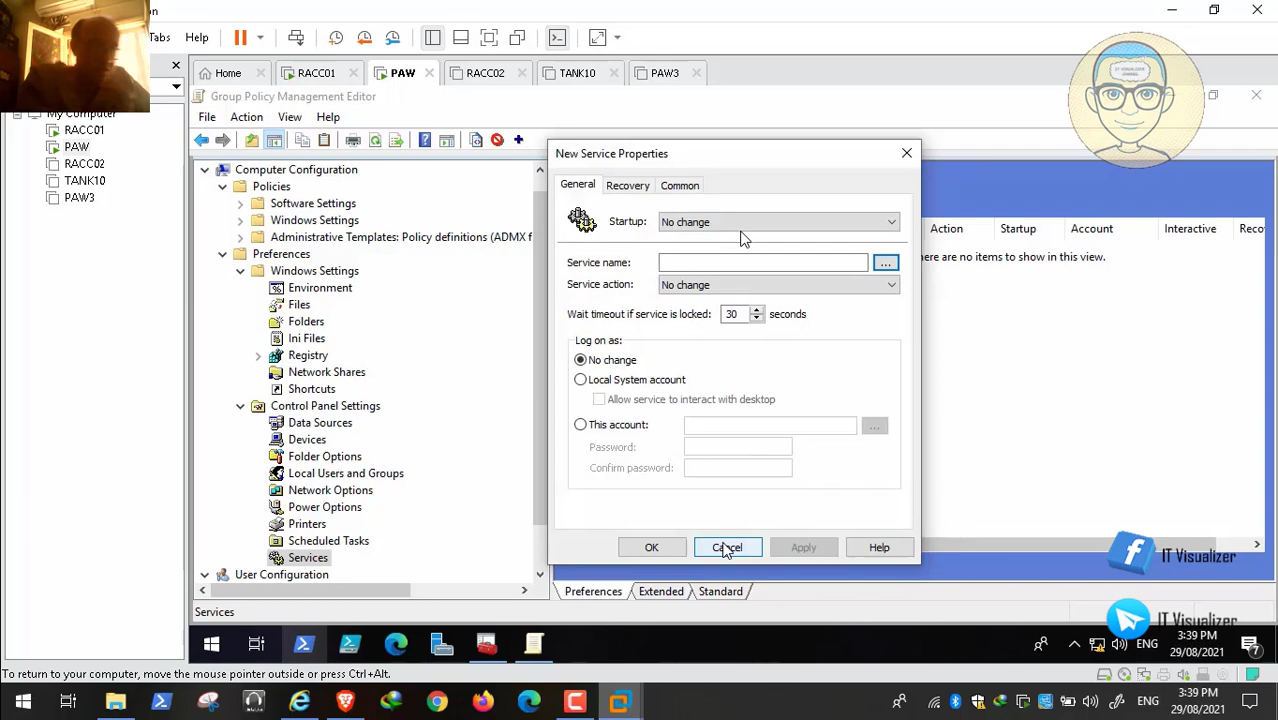 on
Tabs
Help
Home
RACC01
PAW
RACC02
TANK10
PAW3
My Computer
RACC01
PAW
RACC02
TANK10
PAW3
Group Policy Management Editor
File
Action
View
Help
Computer Configuration
Policies
Software Settings
Windows Settings
Administrative Templates: Policy definitions (ADMX f
Preferences
Windows Settings
Environment
Files
Folders
Ini Files
Registry
Network Shares
Shortcuts
Control Panel Settings
Data Sources
Devices
Folder Options
Local Users and Groups
Network Options
Power Options
Printers
Scheduled Tasks
Services
User Configuration
New Service Properties
General
Recovery
Common
Startup:
No change
Service name:
...
Service action:
No change
Wait timeout if service is locked:
30
seconds
Log on as:
No change
Local System account
Allow service to interact with desktop
This account:
...
Password:
Confirm password:
OK
Cancel
Apply
Help
Action
Startup
Account
Interactive
Reco
here are no items to show in this view.
IT VISUALIZER
CHANNEL
IT Visualizer
Preferences
Extended
Standard
Services
IT Visualizer
ENG
3:39 PM
29/08/2021
7
To return to your computer, move the mouse pointer outside or press Ctrl+Alt.
ENG
3:39 PM
29/08/2021